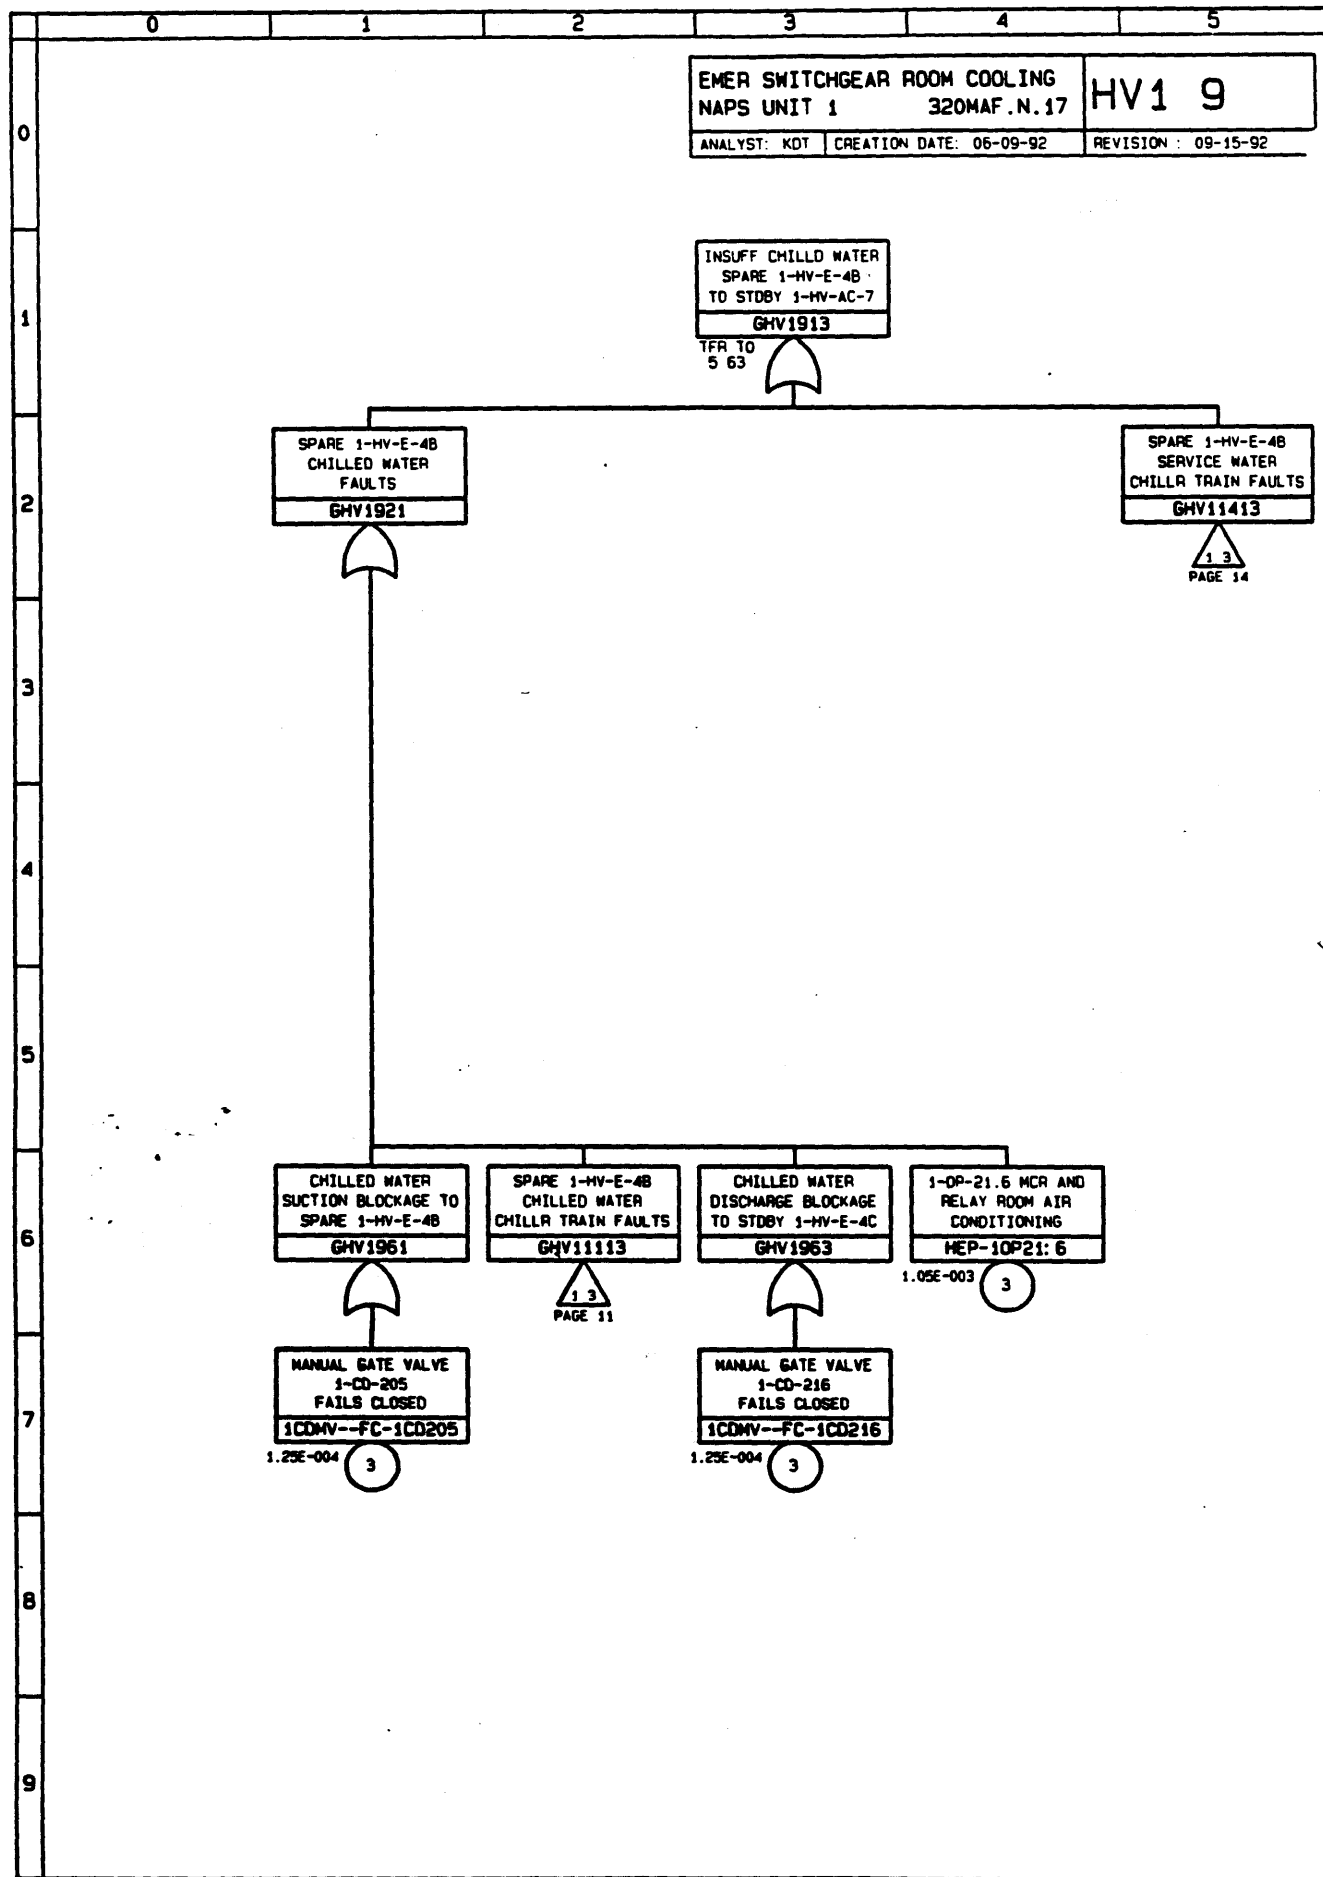 0 1 2 3 4 5
EMER SWITCHGEAR ROOM COOLING
NAPS UNIT 1 320MAF.N.17
HV1 9
ANALYST: KDT CREATION DATE: 06-09-92 REVISION : 09-15-92
0
INSUFF CHILLD WATER
SPARE 1-HV-E-4B
TO STDBY 1-HV-AC-7
GHV1913
TFR TO
5 63
1
SPARE 1-HV-E-4B
CHILLED WATER
FAULTS
GHV1921
SPARE 1-HV-E-4B
SERVICE WATER
CHILLR TRAIN FAULTS
GHV11413
1 3
PAGE 14
2
3
4
5
CHILLED WATER
SUCTION BLOCKAGE TO
SPARE 1-HV-E-4B
GHV1961
SPARE 1-HV-E-4B
CHILLED WATER
CHILLR TRAIN FAULTS
GHV11113
1 3
PAGE 11
CHILLED WATER
DISCHARGE BLOCKAGE
TO STDBY 1-HV-E-4C
GHV1963
1-OP-21.6 MCR AND
RELAY ROOM AIR
CONDITIONING
HEP-1OP21:6
1.05E-003
3
6
MANUAL GATE VALVE
1-CD-205
FAILS CLOSED
1CDMV--FC-1CD205
1.25E-004
3
MANUAL GATE VALVE
1-CD-216
FAILS CLOSED
1CDMV--FC-1CD216
1.25E-004
3
7
8
9